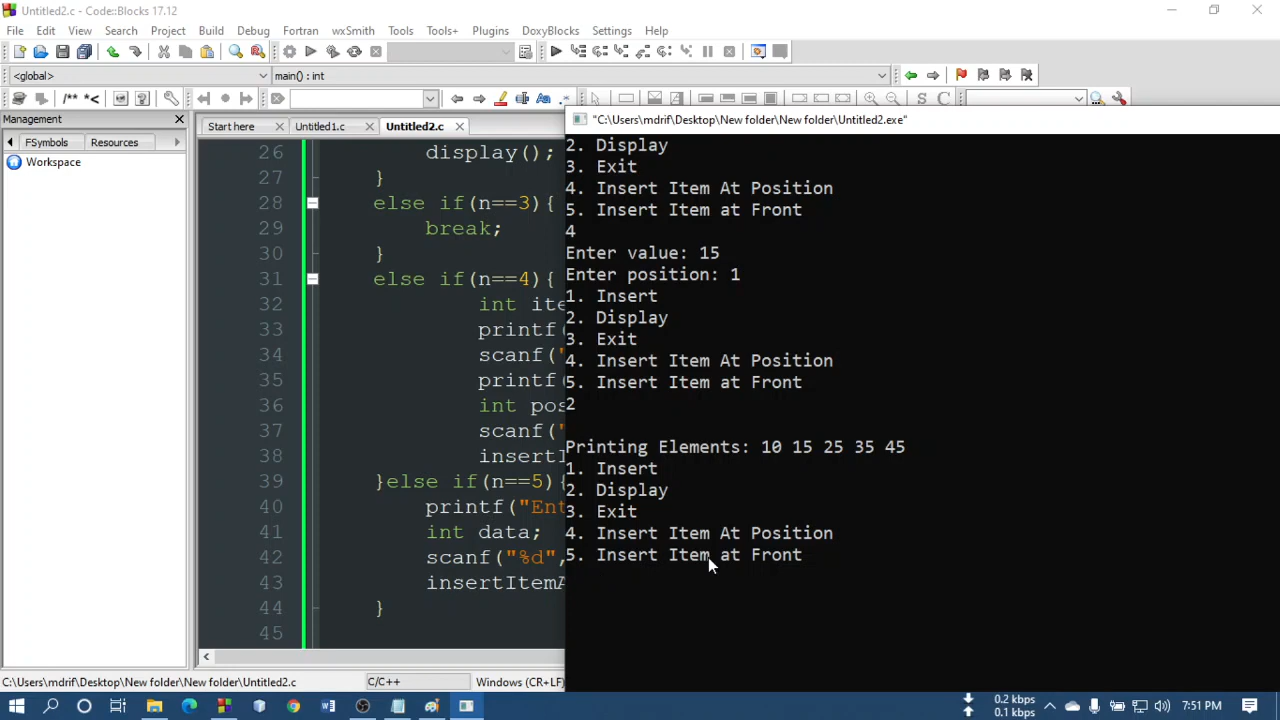 Untitled2.c - Code::Blocks 17.12
File Edit View Search Project Build Debug Fortran wxSmith Tools Tools+ Plugins DoxyBlocks Settings Help
<global> main() : int
/** *<
S C
Management
FSymbols Resources
Workspace
Start here Untitled1.c Untitled2.c
26 display();
27 }
28 else if(n==3){
29 break;
30 }
31 else if(n==4){
32 int ite
33 printf(
34 scanf("
35 printf(
36 int pos
37 scanf("
38 insertI
39 }else if(n==5){
40 printf("Ent
41 int data;
42 scanf("%d",
43 insertItemA
44 }
45
"C:\Users\mdrif\Desktop\New folder\New folder\Untitled2.exe"
2. Display
3. Exit
4. Insert Item At Position
5. Insert Item at Front
4
Enter value: 15
Enter position: 1
1. Insert
2. Display
3. Exit
4. Insert Item At Position
5. Insert Item at Front
2
Printing Elements: 10 15 25 35 45
1. Insert
2. Display
3. Exit
4. Insert Item At Position
5. Insert Item at Front
C:\Users\mdrif\Desktop\New folder\New folder\Untitled2.c C/C++ Windows (CR+LF)
0.2 kbps
0.1 kbps
7:51 PM